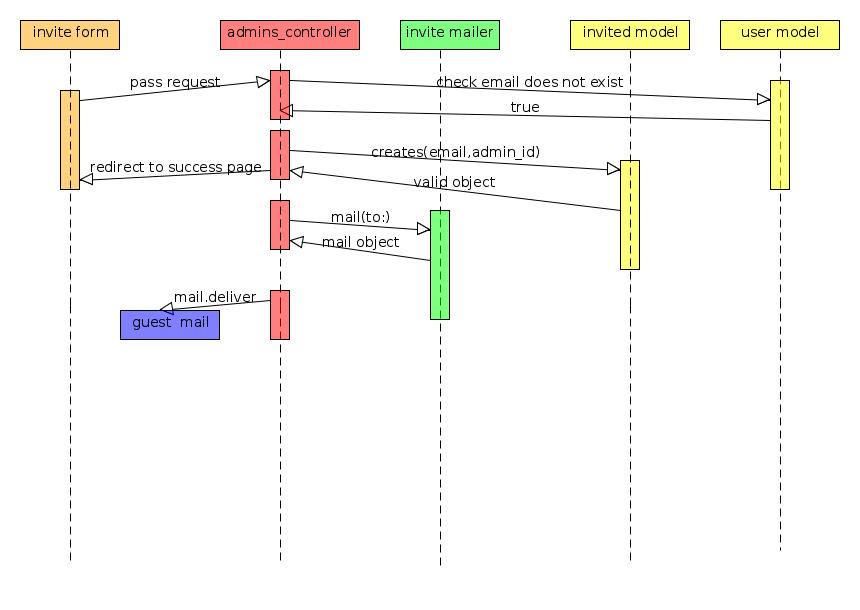 invite form
admins_controller
invite mailer
invited model
user model
pass request
check email does not exist
true
creates(email,admin_id)
redirect to success page
valid object
mail(to:)
mail object
mail.deliver
guest mail